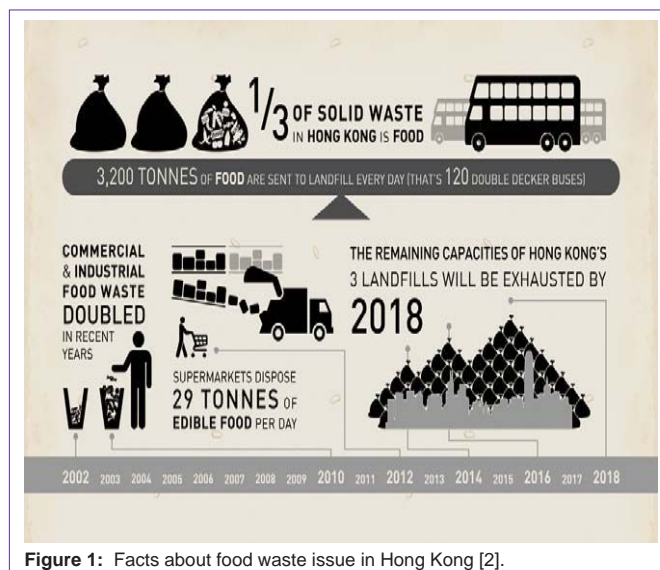 1/3 OF SOLID WASTE
IN HONG KONG IS FOOD
3,200 TONNES OF FOOD ARE SENT TO LANDFILL EVERY DAY (THAT'S 120 DOUBLE DECKER BUSES)
COMMERCIAL
& INDUSTRIAL
FOOD WASTE
DOUBLED
IN RECENT
YEARS
SUPERMARKETS DISPOSE
29 TONNES OF
EDIBLE FOOD PER DAY
THE REMAINING CAPACITIES OF HONG KONG'S
3 LANDFILLS WILL BE EXHAUSTED BY
2018
2002 2003 2004 2005 2006 2007 2008 2009 2010 2011 2012 2013 2014 2015 2016 2017 2018
Figure 1: Facts about food waste issue in Hong Kong [2].